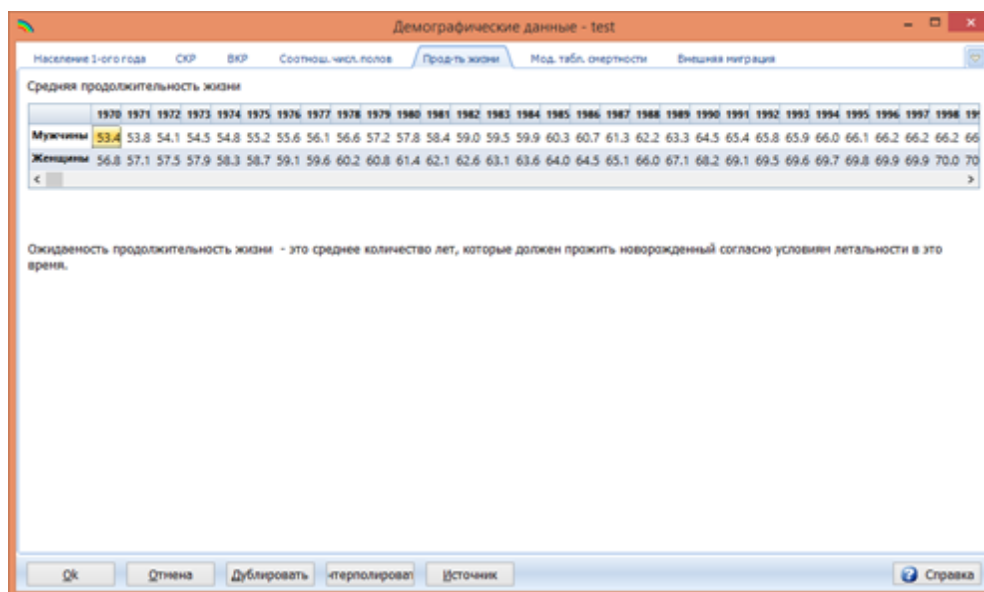 Демографические данные - test
Население 1-ого года СКР ВКР Соотнош. числ. полов Прод-ть жизни Мод. табл. смертности Внешняя миграция
Средняя продолжительность жизни
1970 1971 1972 1973 1974 1975 1976 1977 1978 1979 1980 1981 1982 1983 1984 1985 1986 1987 1988 1989 1990 1991 1992 1993 1994 1995 1996 1997 1998 19
Мужчины 53.4 53.8 54.1 54.5 54.8 55.2 55.6 56.1 56.6 57.2 57.8 58.4 59.0 59.5 59.9 60.3 60.7 61.3 62.2 63.3 64.5 65.4 65.8 65.9 66.0 66.1 66.2 66.2 66.2 66
Женщины 56.8 57.1 57.5 57.9 58.3 58.7 59.1 59.6 60.2 60.8 61.4 62.1 62.6 63.1 63.6 64.0 64.5 65.1 66.0 67.1 68.2 69.1 69.5 69.6 69.7 69.8 69.9 69.9 70.0 70
Ожидаемость продолжительность жизни - это среднее количество лет, которые должен прожить новорожденный согласно условиям летальности в это
время.
Ok Отмена Дублировать нтерполироват Источник Справка